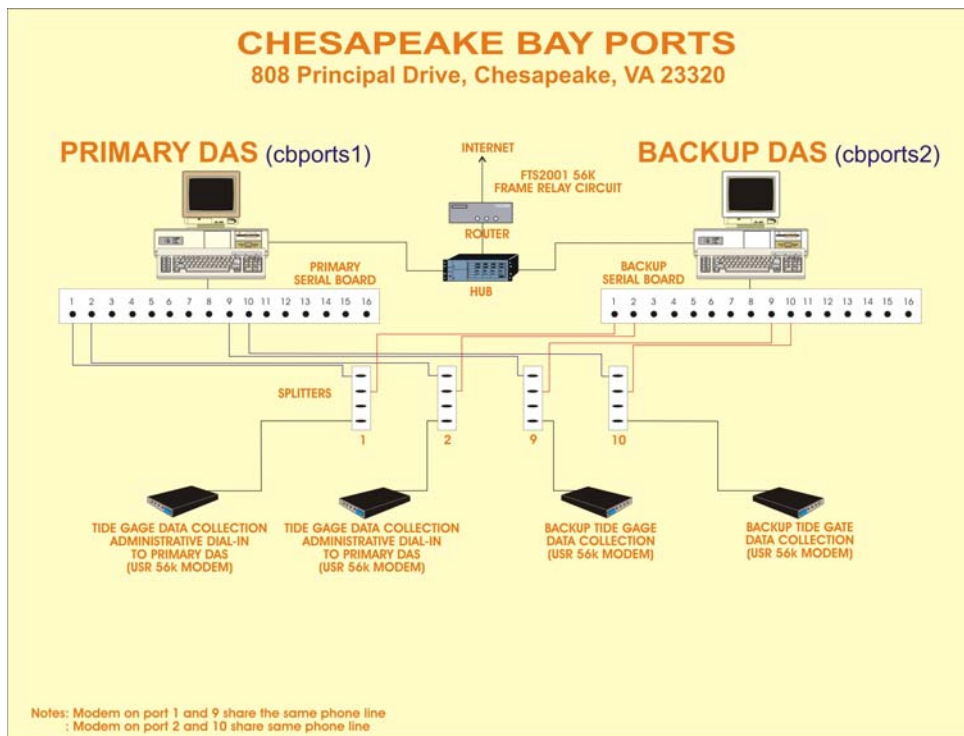 CHESAPEAKE BAY PORTS
808 Principal Drive, Chesapeake, VA 23320
PRIMARY DAS (cbports1)
INTERNET
FTS2001 56K
FRAME RELAY CIRCUIT
BACKUP DAS (cbports2)
ROUTER
HUB
PRIMARY
SERIAL BOARD
BACKUP
SERIAL BOARD
1 2 3 4 5 6 7 8 9 10 11 12 13 14 15 16
1 2 3 4 5 6 7 8 9 10 11 12 13 14 15 16
SPLITTERS
1 2 9 10
TIDE GAGE DATA COLLECTION
ADMINISTRATIVE DIAL-IN
TO PRIMARY DAS
(USR 56k MODEM)
TIDE GAGE DATA COLLECTION
ADMINISTRATIVE DIAL-IN
TO PRIMARY DAS
(USR 56k MODEM)
BACKUP TIDE GAGE
DATA COLLECTION
(USR 56k MODEM)
BACKUP TIDE GATE
DATA COLLECTION
(USR 56k MODEM)
Notes: Modem on port 1 and 9 share the same phone line
: Modem on port 2 and 10 share same phone line